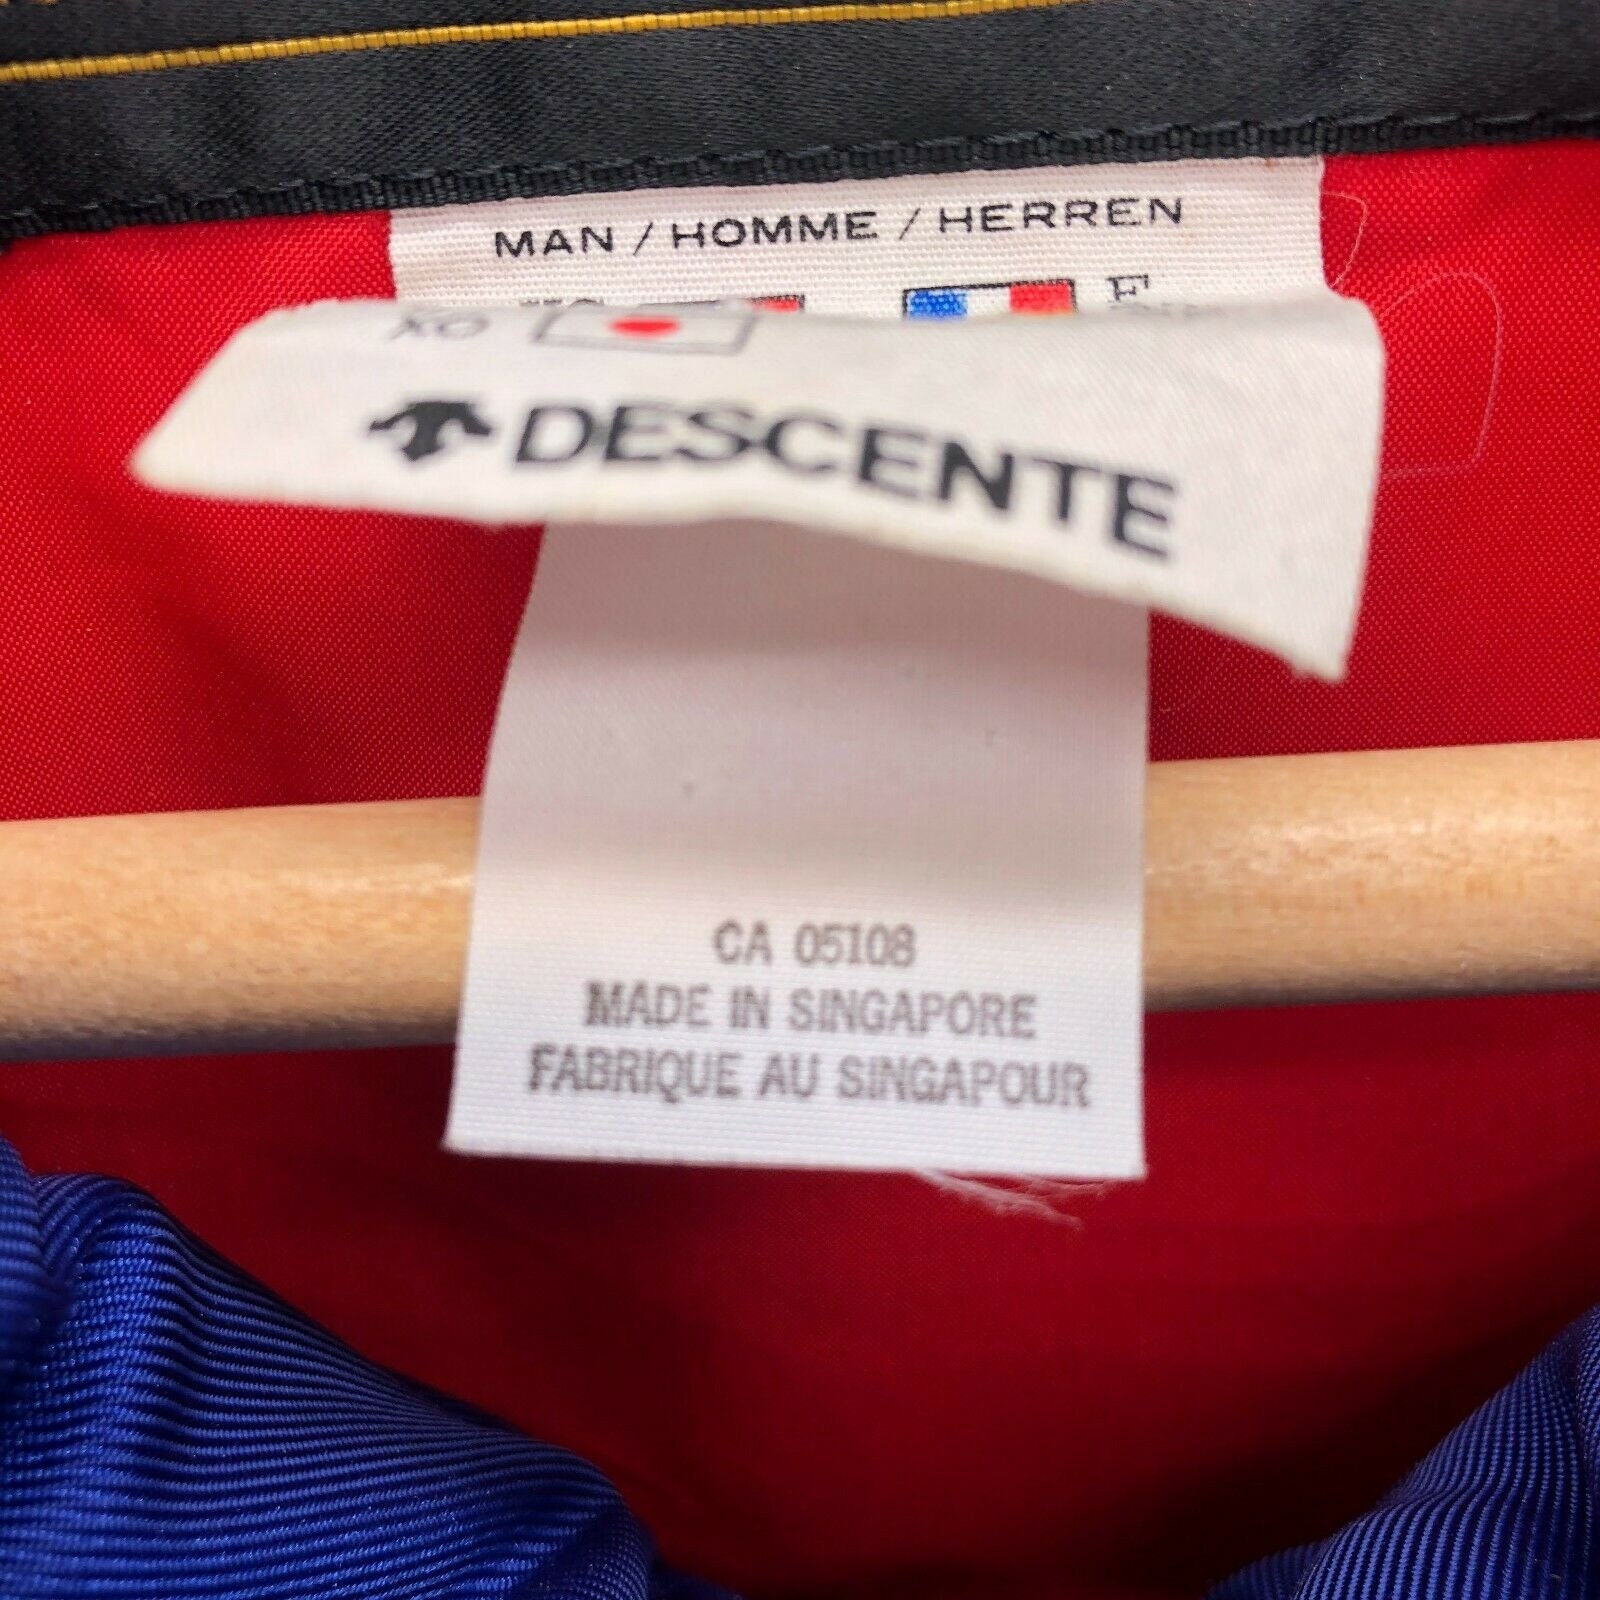 MAN / HOMME / HERREN
XO
DESCENTE
CA 05108
MADE IN SINGAPORE
FABRIQUE AU SINGAPOUR